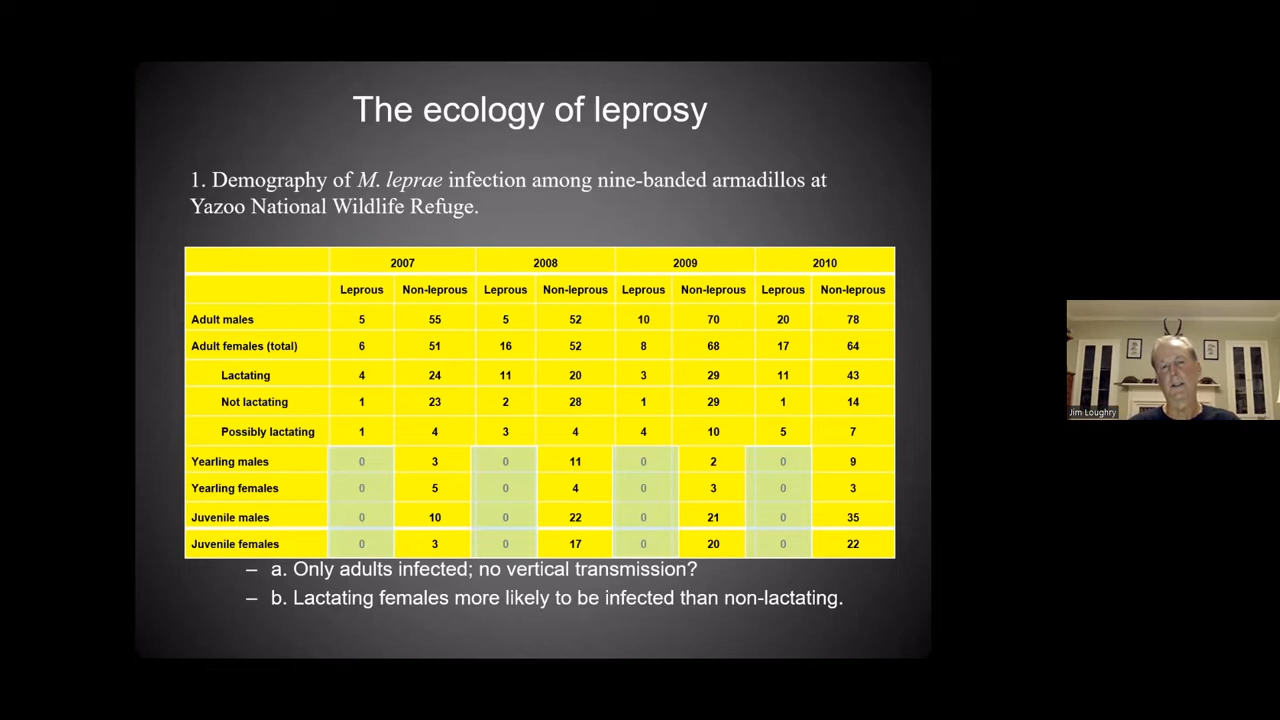 The ecology of leprosy
1. Demography of M. leprae infection among nine-banded armadillos at
Yazoo National Wildlife Refuge.
2007 2008 2009 2010
Leprous Non-leprous Leprous Non-leprous Leprous Non-leprous Leprous Non-leprous
Adult males 5 55 5 52 10 70 20 78
Adult females (total) 6 51 16 52 8 68 17 64
Lactating 4 24 11 20 3 29 11 43
Not lactating 1 23 2 28 1 29 1 14
Possibly lactating 1 4 3 4 4 10 5 7
Yearling males 0 3 0 11 0 2 0 9
Yearling females 0 5 0 4 0 3 0 3
Juvenile males 0 10 0 22 0 21 0 35
Juvenile females 0 3 0 17 0 20 0 22
– a. Only adults infected; no vertical transmission?
– b. Lactating females more likely to be infected than non-lactating.
Jim Loughry